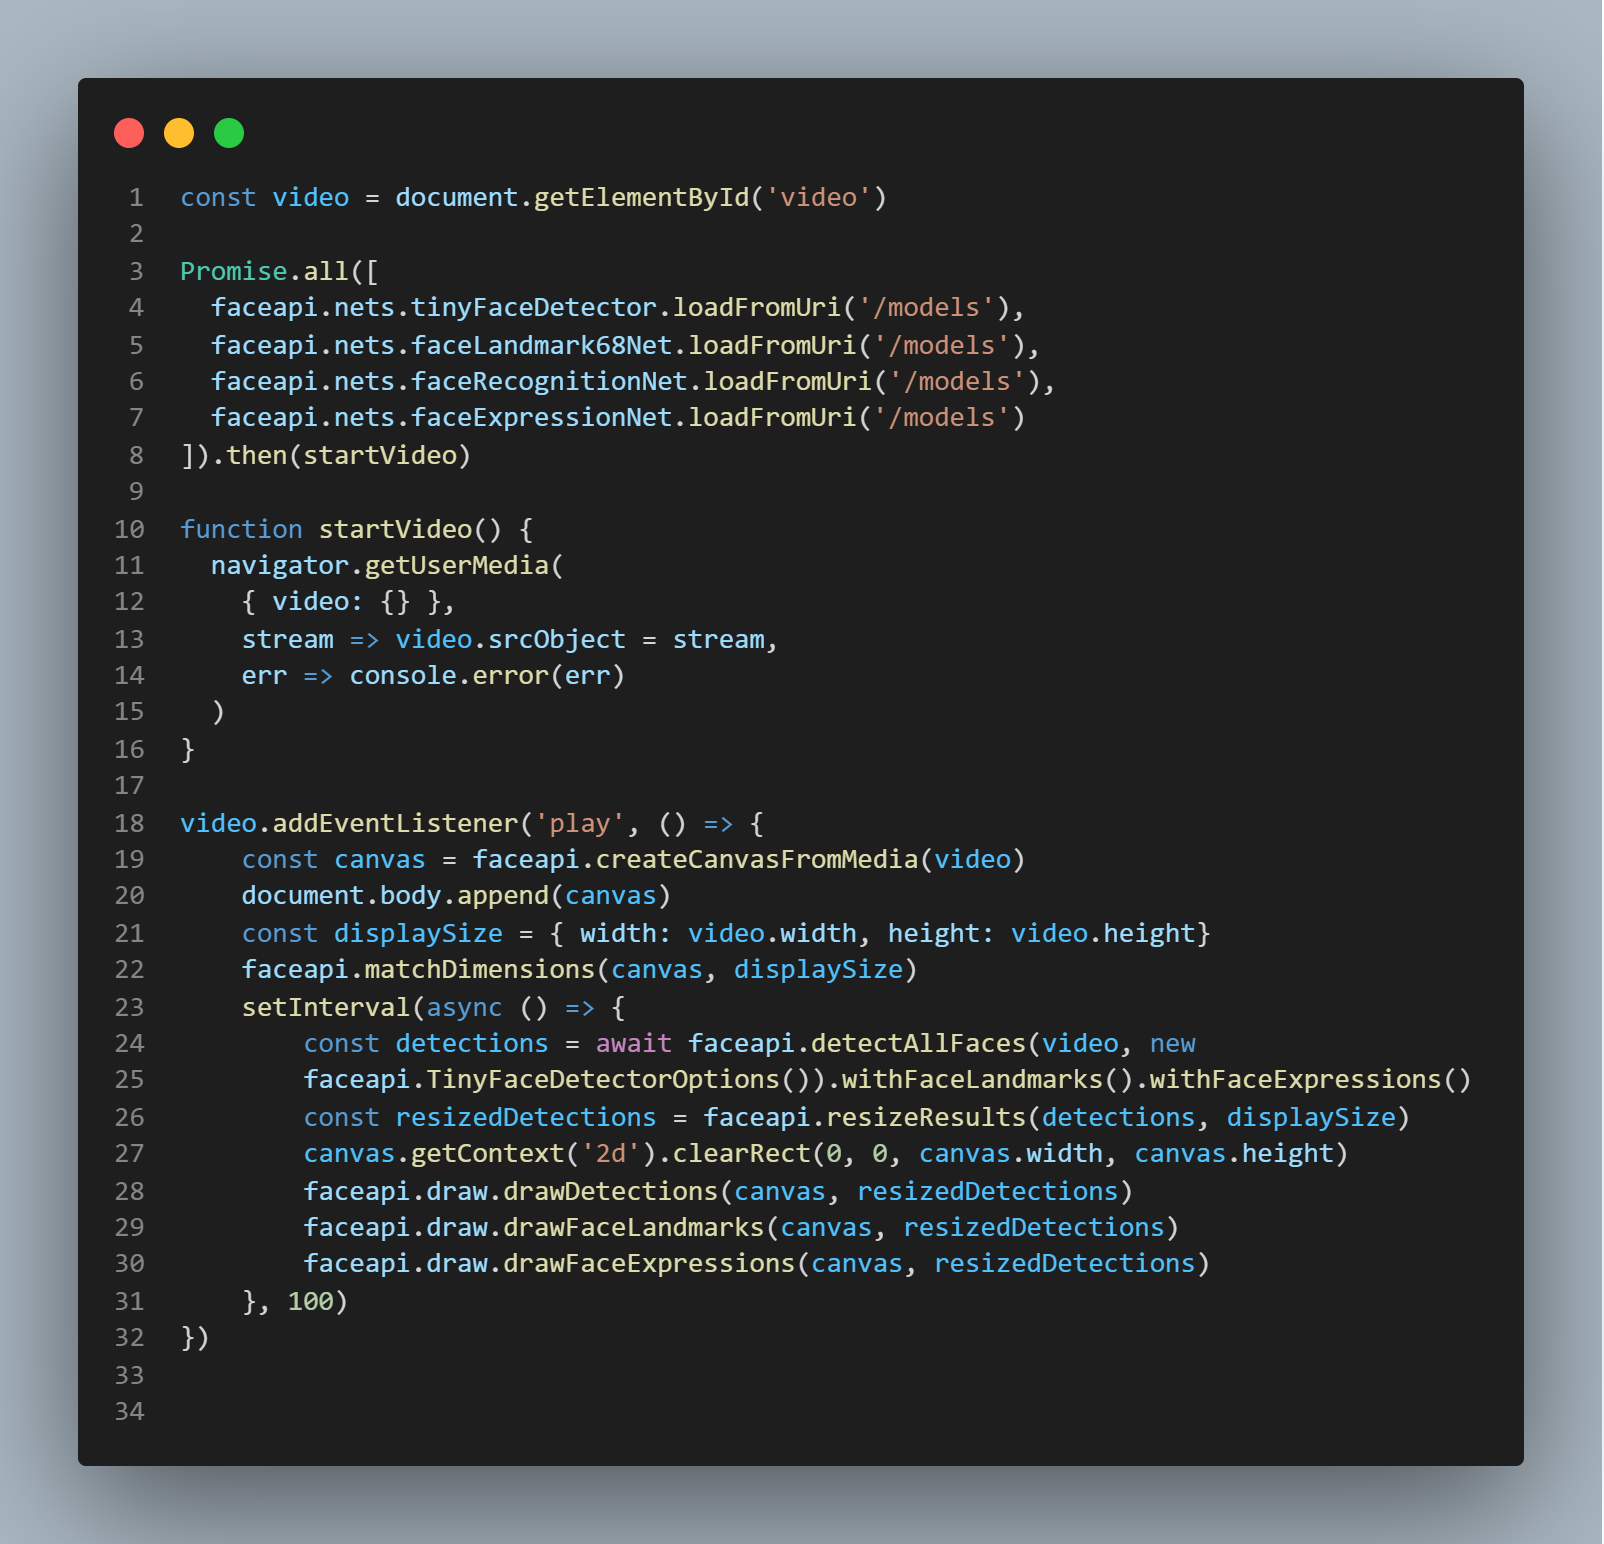 1 const video = document.getElementById('video')
2
3 Promise.all([
4   faceapi.nets.tinyFaceDetector.loadFromUri('/models'),
5   faceapi.nets.faceLandmark68Net.loadFromUri('/models'),
6   faceapi.nets.faceRecognitionNet.loadFromUri('/models'),
7   faceapi.nets.faceExpressionNet.loadFromUri('/models')
8 ]).then(startVideo)
9
10 function startVideo() {
11   navigator.getUserMedia(
12     { video: {} },
13     stream => video.srcObject = stream,
14     err => console.error(err)
15   )
16 }
17
18 video.addEventListener('play', () => {
19     const canvas = faceapi.createCanvasFromMedia(video)
20     document.body.append(canvas)
21     const displaySize = { width: video.width, height: video.height}
22     faceapi.matchDimensions(canvas, displaySize)
23     setInterval(async () => {
24         const detections = await faceapi.detectAllFaces(video, new
25         faceapi.TinyFaceDetectorOptions()).withFaceLandmarks().withFaceExpressions()
26         const resizedDetections = faceapi.resizeResults(detections, displaySize)
27         canvas.getContext('2d').clearRect(0, 0, canvas.width, canvas.height)
28         faceapi.draw.drawDetections(canvas, resizedDetections)
29         faceapi.draw.drawFaceLandmarks(canvas, resizedDetections)
30         faceapi.draw.drawFaceExpressions(canvas, resizedDetections)
31     }, 100)
32 })
33
34